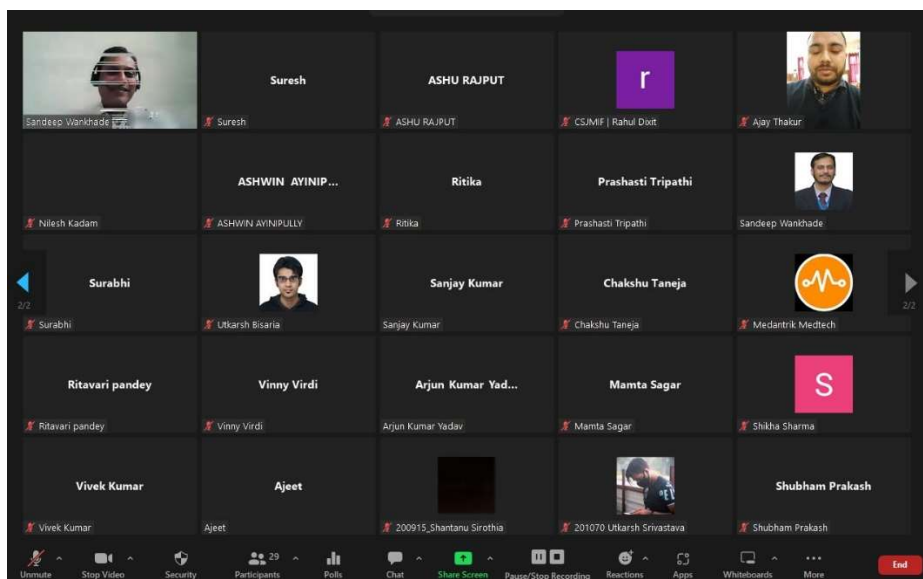 Sandeep Wankhade
Suresh
Suresh
ASHU RAJPUT
ASHU RAJPUT
r
CSJMIF | Rahul Dixit
Ajay Thakur
Nilesh Kadam
ASHWIN AYINIP...
ASHWIN AYINIPULLY
Ritika
Ritika
Prashasti Tripathi
Prashasti Tripathi
Sandeep Wankhade
2/2
Surabhi
Surabhi
Utkarsh Bisaria
Sanjay Kumar
Sanjay Kumar
Chakshu Taneja
Chakshu Taneja
Medantrik Medtech
2/2
Ritavari pandey
Ritavari pandey
Vinny Virdi
Vinny Virdi
Arjun Kumar Yad...
Arjun Kumar Yadav
Mamta Sagar
Mamta Sagar
S
Shikha Sharma
Vivek Kumar
Vivek Kumar
Ajeet
Ajeet
200915_Shantanu Sirothia
201070 Utkarsh Srivastava
Shubham Prakash
Shubham Prakash
Unmute
Stop Video
Security
29
Participants
Polls
Chat
Share Screen
Pause/Stop Recording
Reactions
Apps
Whiteboards
More
End